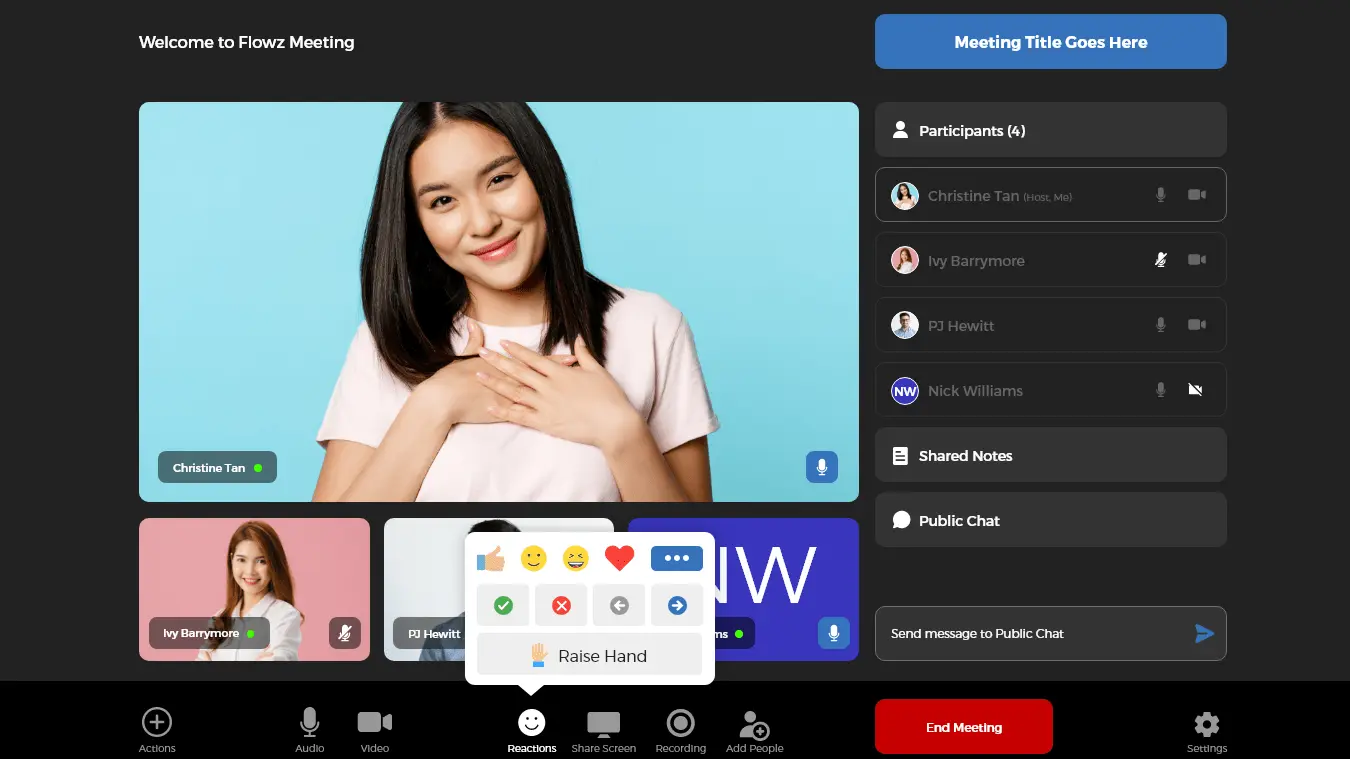 Welcome to Flowz Meeting
Meeting Title Goes Here
Participants (4)
Christine Tan (Host, Me)
Ivy Barrymore
PJ Hewitt
NW
Nick Williams
Shared Notes
Public Chat
Send message to Public Chat
Christine Tan
Ivy Barrymore
PJ Hewitt
NW
ms
Raise Hand
Actions
Audio
Video
Reactions
Share Screen
Recording
Add People
End Meeting
Settings